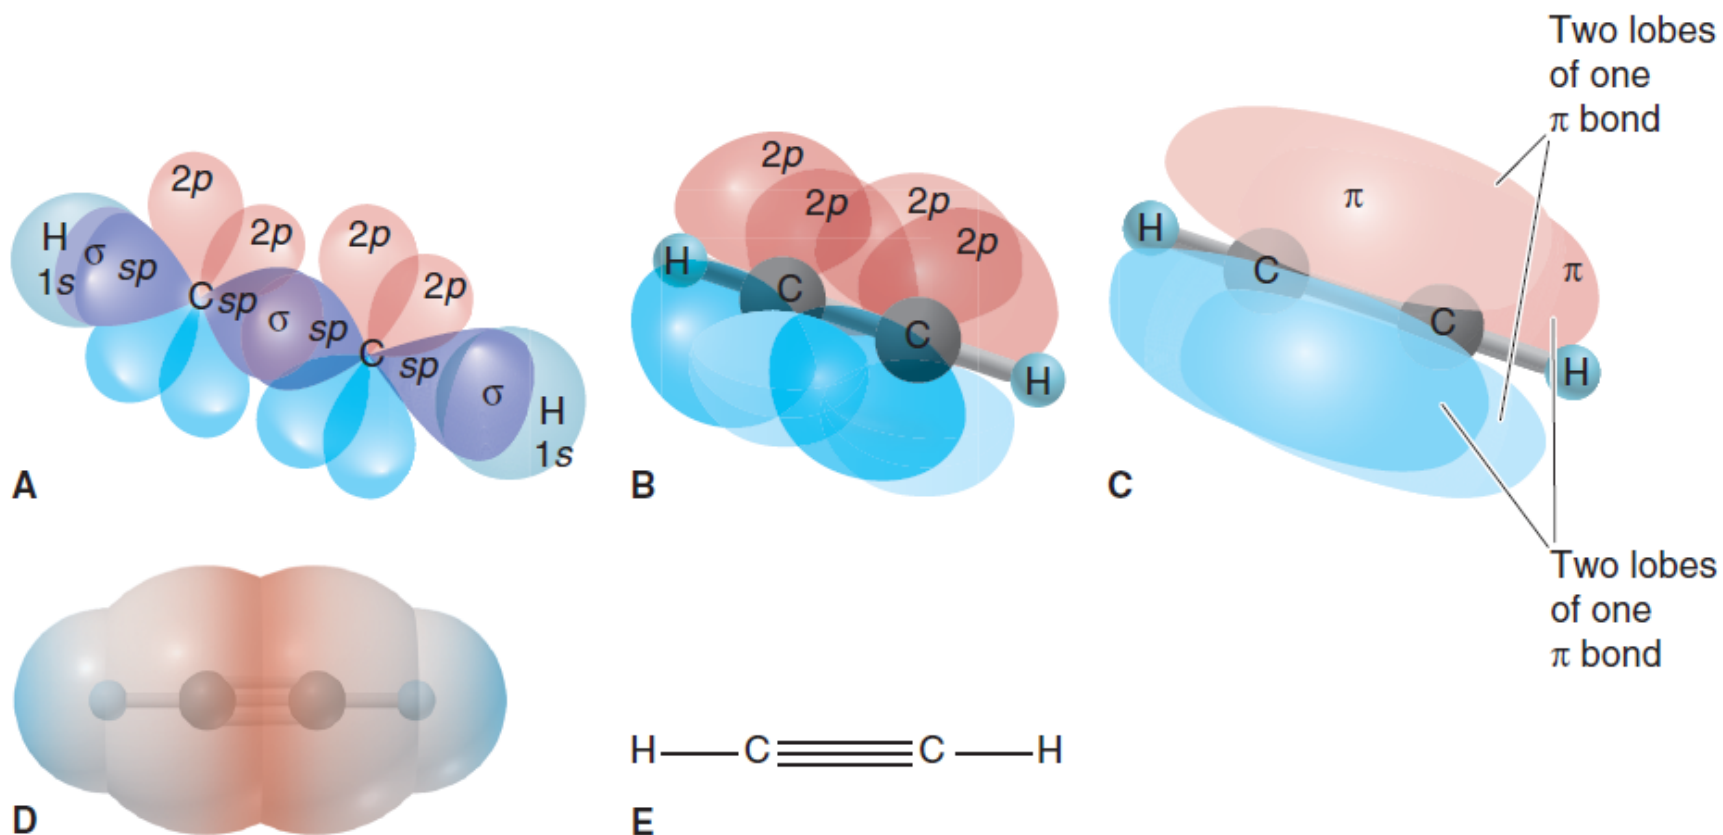 2p
H
σ
sp
1s
2p
2p
2p
C
sp
σ
sp
C
sp
σ
H
1s
A
2p
2p
2p
2p
H
C
C
H
B
Two lobes
of one
π bond
π
π
H
C
C
H
C
Two lobes
of one
π bond
D
H C C H
E